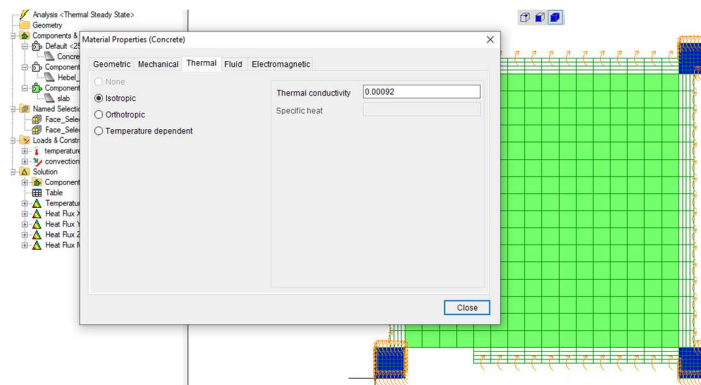 Analysis <Thermal Steady State>
Geometry
Components &
Default <25
Concre
Component
Hebel_
Component
slab
Named Selectio
Face_Selec
Face_Selec
Loads & Constr
temperature
convection
Solution
Component
Table
Temperatu
Heat Flux X
Heat Flux Y
Heat Flux Z
Heat Flux M
Material Properties (Concrete)
Geometric Mechanical Thermal Fluid Electromagnetic
None
Isotropic
Orthotropic
Temperature dependent
Thermal conductivity 0.00092
Specific heat
Close